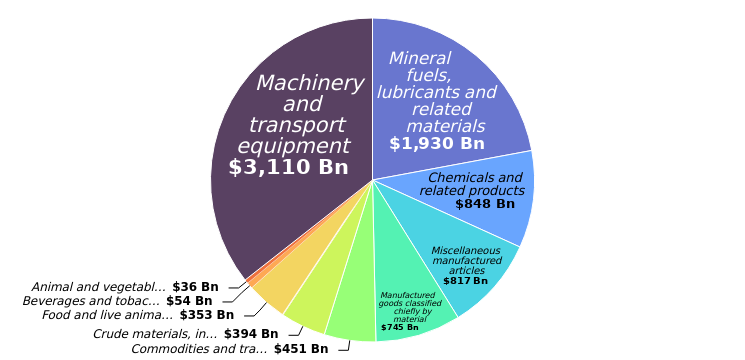 Machinery
and
transport
equipment
$3,110 Bn
Mineral
fuels,
lubricants and
related
materials
$1,930 Bn
Chemicals and
related products
$848 Bn
Miscellaneous
manufactured
articles
$817 Bn
Manufactured
goods classified
chiefly by
material
$745 Bn
Animal and vegetabl... $36 Bn
Beverages and tobac... $54 Bn
Food and live anima... $353 Bn
Crude materials, in... $394 Bn
Commodities and tra... $451 Bn